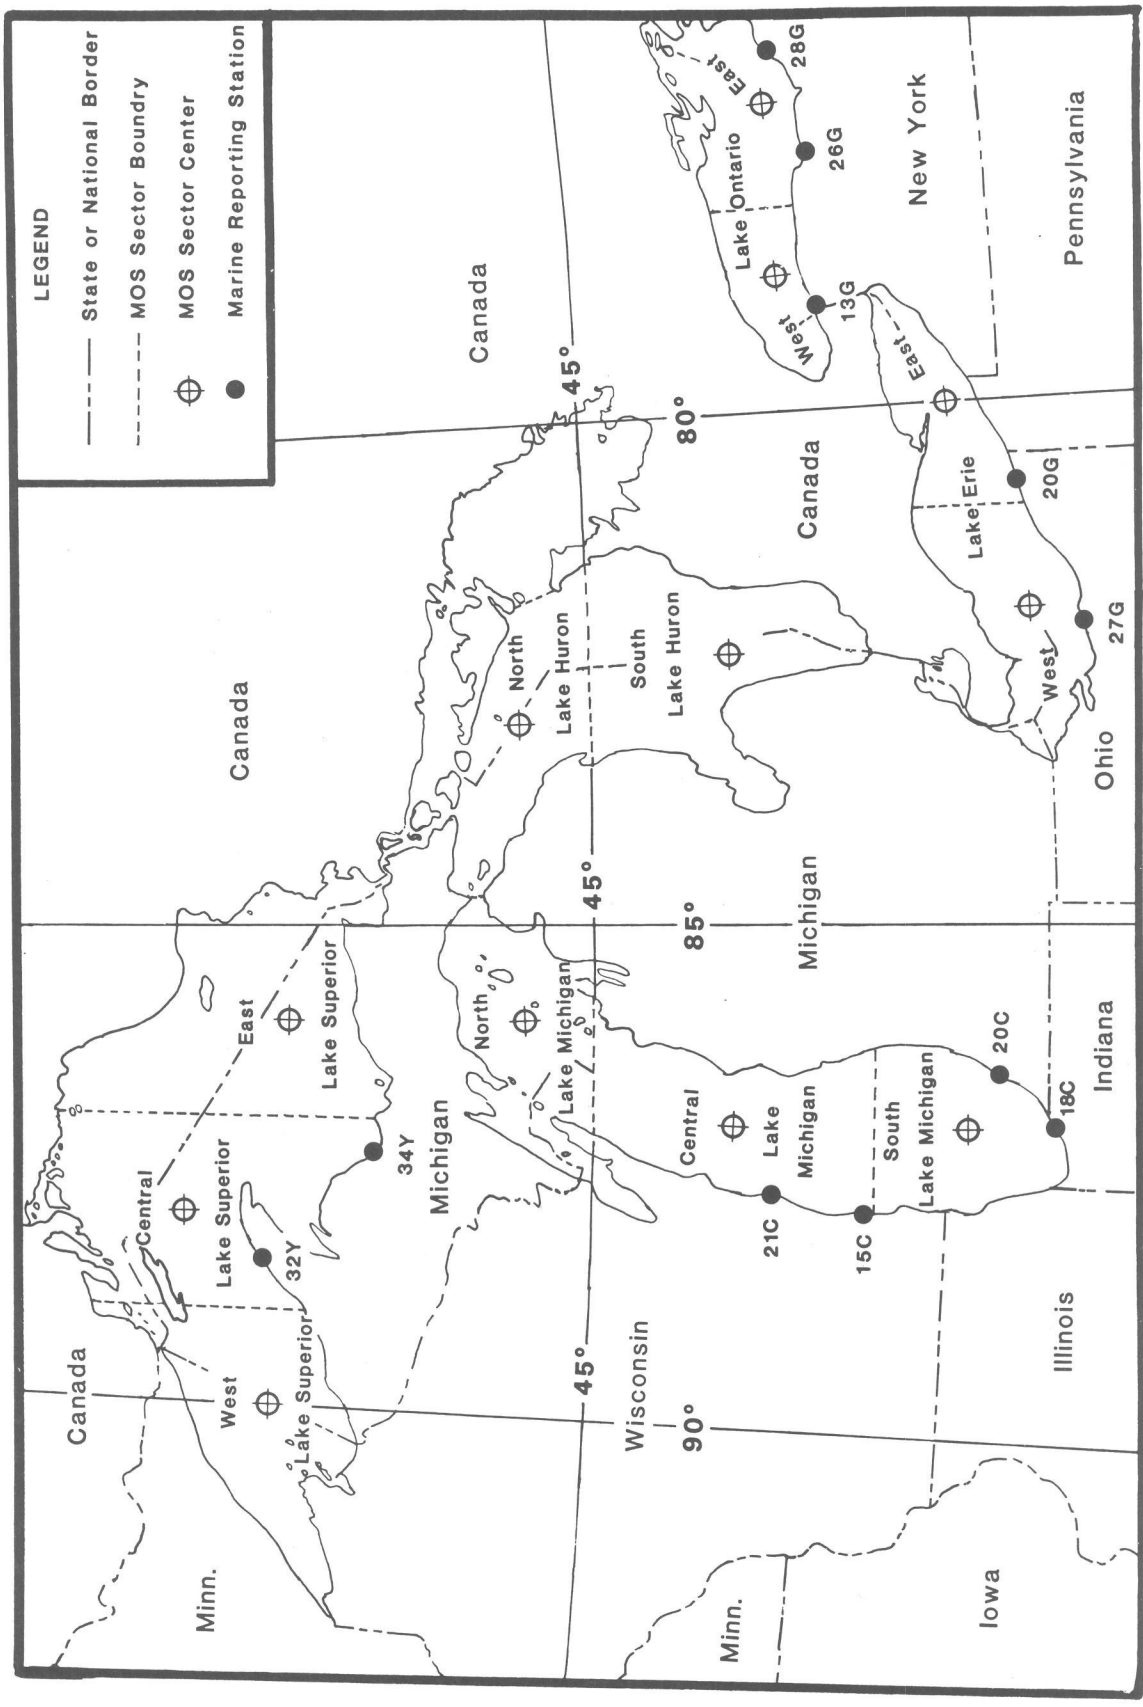 LEGEND
State or National Border
MOS Sector Boundry
MOS Sector Center
Marine Reporting Station
Canada
Canada
Canada
Canada
Minn.
West
Lake Superior
Central
Lake Superior
East
Lake Superior
32Y
34Y
Michigan
North
Lake Michigan
Central
Lake
Michigan
South
Lake Michigan
21C
15C
20C
18C
North
Lake Huron
South
Lake Huron
West
Lake Ontario
East
13G
26G
28G
West
Lake Erie
East
27G
20G
45°
45°
45°
90°
85°
80°
Wisconsin
Michigan
New York
Pennsylvania
Minn.
Iowa
Illinois
Indiana
Ohio